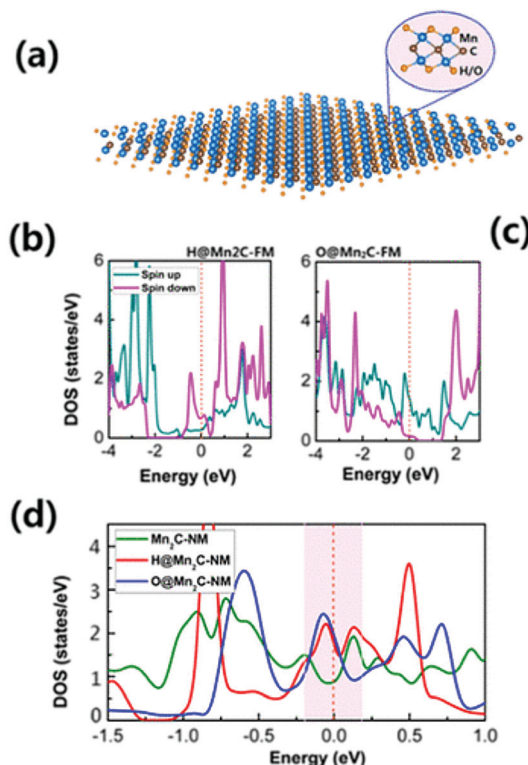 (a)
Mn
C
H/O
(b)
H@Mn2C-FM
Spin up
Spin down
DOS (states/eV)
6
4
2
0
-4 -2 0 2
Energy (eV)
(c)
O@Mn₂C-FM
DOS (states/eV)
6
4
2
0
-4 -2 0 2
Energy (eV)
(d)
Mn₂C-NM
H@Mn₂C-NM
O@Mn₂C-NM
DOS (states/eV)
4
3
2
1
0
-1.5 -1.0 -0.5 0.0 0.5 1.0
Energy (eV)